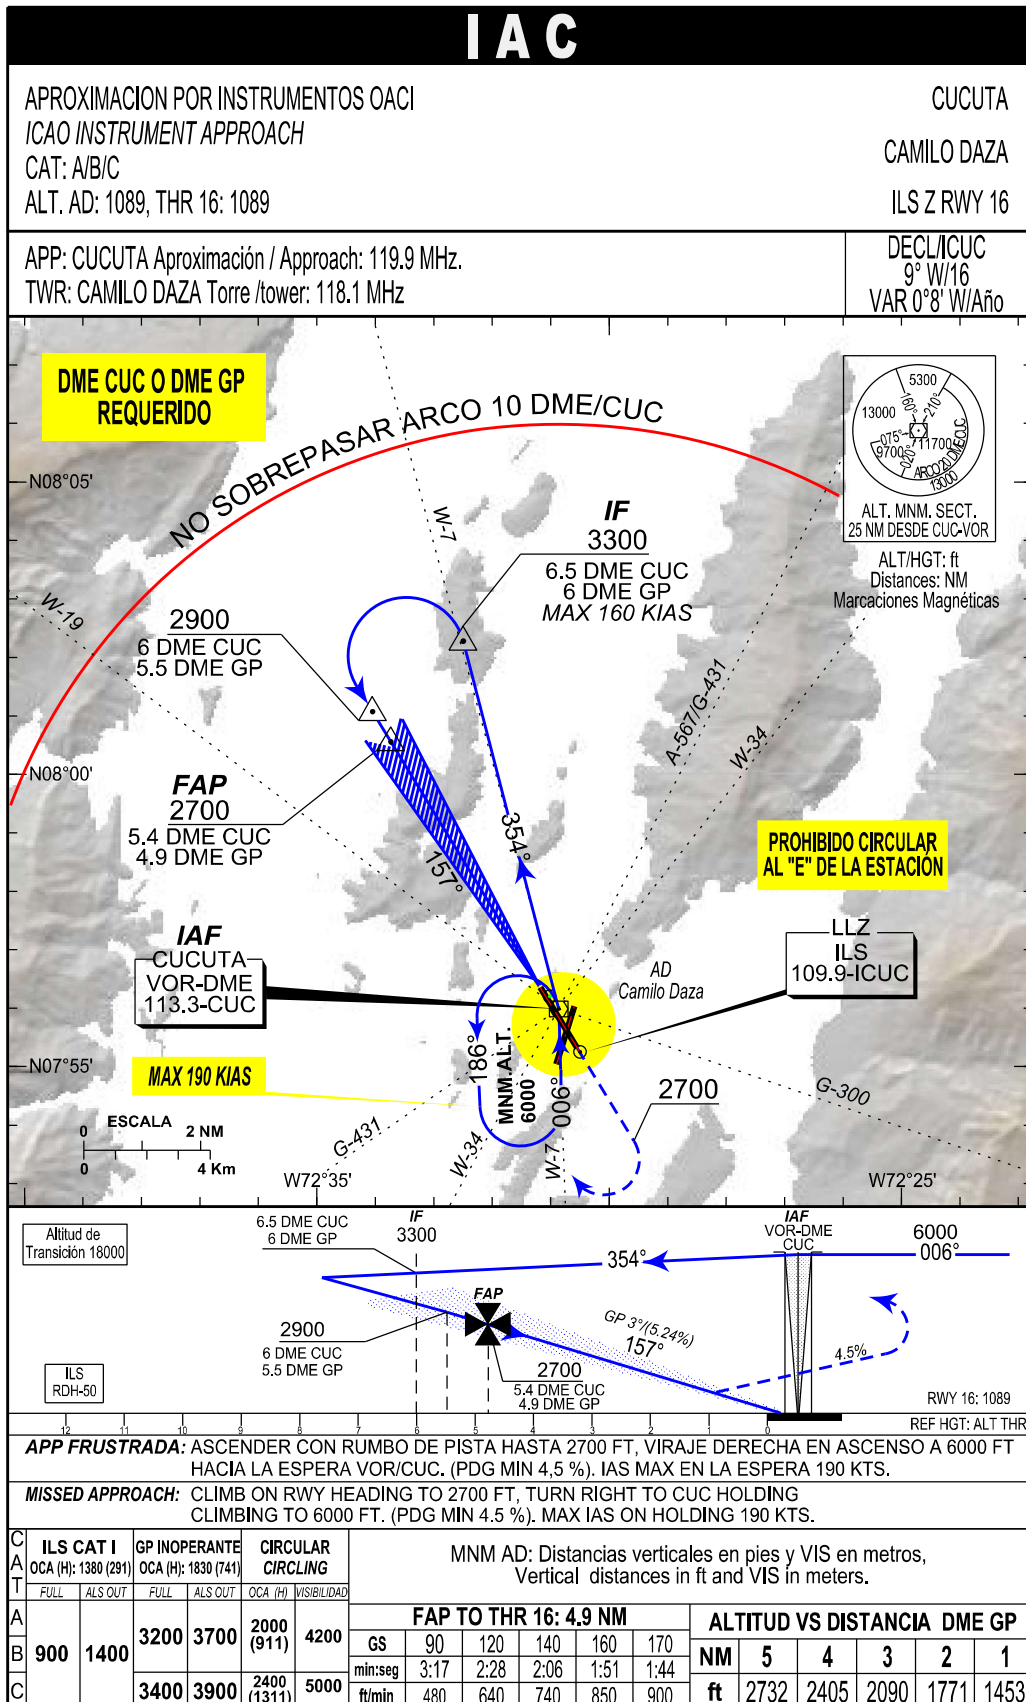 IAC
APROXIMACION POR INSTRUMENTOS OACI
ICAO INSTRUMENT APPROACH
CAT: A/B/C
ALT. AD: 1089, THR 16: 1089
CUCUTA
CAMILO DAZA
ILS Z RWY 16
APP: CUCUTA Aproximación / Approach: 119.9 MHz.
TWR: CAMILO DAZA Torre /tower: 118.1 MHz
DECL/ICUC
9° W/16
VAR 0°8' W/Año
DME CUC O DME GP
REQUERIDO
NO SOBREPASAR ARCO 10 DME/CUC
5300
13000
160°
210°
075°
11700
9700
020°
ARCO 20 DME CUC
13000
ALT. MNM. SECT.
25 NM DESDE CUC-VOR
ALT/HGT: ft
Distances: NM
Marcaciones Magnéticas
N08°05'
W-7
IF
3300
6.5 DME CUC
6 DME GP
MAX 160 KIAS
W-19
2900
6 DME CUC
5.5 DME GP
A-567/G-431
W-34
N08°00'
FAP
2700
5.4 DME CUC
4.9 DME GP
354°
157°
PROHIBIDO CIRCULAR
AL "E" DE LA ESTACIÓN
IAF
CUCUTA
VOR-DME
113.3-CUC
AD
Camilo Daza
LLZ
ILS
109.9-ICUC
N07°55'
MAX 190 KIAS
186°
MNM.ALT.
6000
006°
2700
G-300
ESCALA
0 2 NM
0 4 Km
G-431
W-34
W-7
W72°35'
W72°25'
Altitud de
Transición 18000
6.5 DME CUC
6 DME GP
IF
3300
IAF
VOR-DME
CUC
6000
006°
354°
FAP
2900
6 DME CUC
5.5 DME GP
GP 3°/(5.24%)
157°
2700
5.4 DME CUC
4.9 DME GP
4.5%
ILS
RDH-50
RWY 16: 1089
REF HGT: ALT THR
12 11 10 9 8 7 6 5 4 3 2 1 0
APP FRUSTRADA: ASCENDER CON RUMBO DE PISTA HASTA 2700 FT, VIRAJE DERECHA EN ASCENSO A 6000 FT
HACIA LA ESPERA VOR/CUC. (PDG MIN 4,5 %). IAS MAX EN LA ESPERA 190 KTS.
MISSED APPROACH: CLIMB ON RWY HEADING TO 2700 FT, TURN RIGHT TO CUC HOLDING
CLIMBING TO 6000 FT. (PDG MIN 4.5 %). MAX IAS ON HOLDING 190 KTS.
CAT
ILS CAT I
OCA (H): 1380 (291)
GP INOPERANTE
OCA (H): 1830 (741)
CIRCULAR
CIRCLING
FULL ALS OUT FULL ALS OUT OCA (H) VISIBILIDAD
A
B
C
900 1400
3200 3700 2000 (911) 4200
3400 3900 2400 (1311) 5000
MNM AD: Distancias verticales en pies y VIS en metros,
Vertical distances in ft and VIS in meters.
FAP TO THR 16: 4.9 NM
GS 90 120 140 160 170
min:seg 3:17 2:28 2:06 1:51 1:44
ft/min 480 640 740 850 900
ALTITUD VS DISTANCIA DME GP
NM 5 4 3 2 1
ft 2732 2405 2090 1771 1453